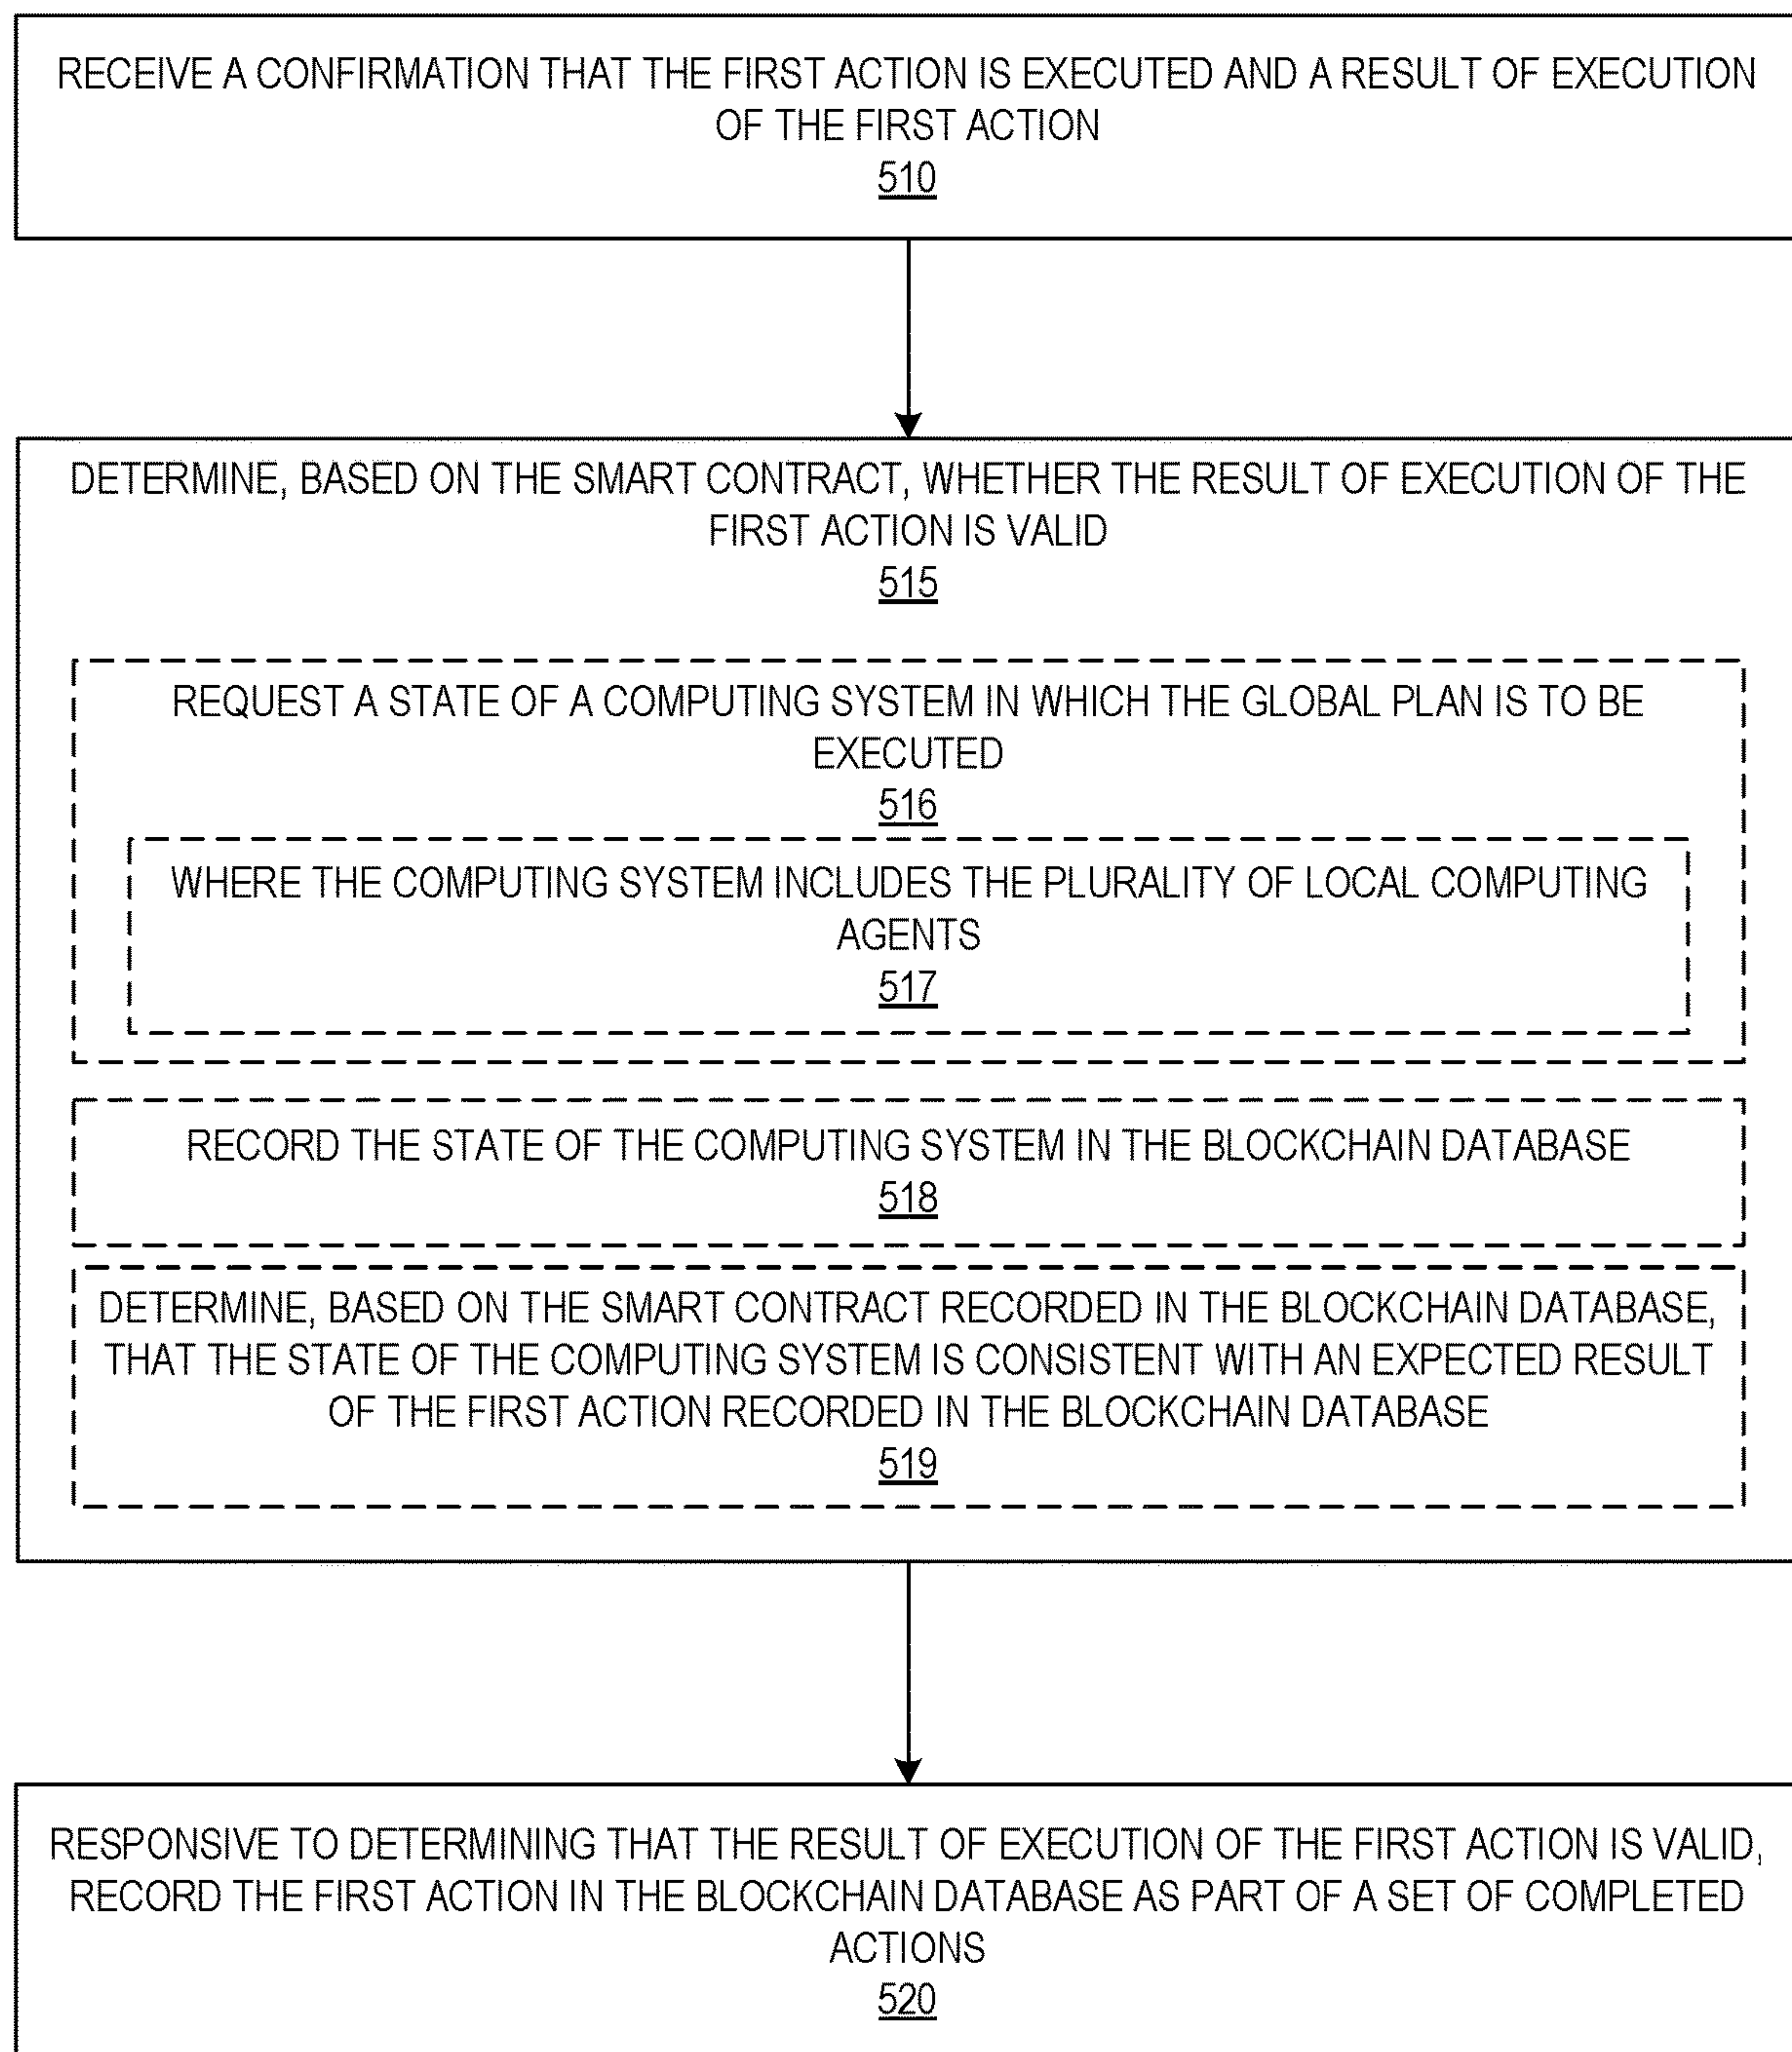 RECEIVE A CONFIRMATION THAT THE FIRST ACTION IS EXECUTED AND A RESULT OF EXECUTION
OF THE FIRST ACTION
510
DETERMINE, BASED ON THE SMART CONTRACT, WHETHER THE RESULT OF EXECUTION OF THE
FIRST ACTION IS VALID
515
REQUEST A STATE OF A COMPUTING SYSTEM IN WHICH THE GLOBAL PLAN IS TO BE
EXECUTED
516
WHERE THE COMPUTING SYSTEM INCLUDES THE PLURALITY OF LOCAL COMPUTING
AGENTS
517
RECORD THE STATE OF THE COMPUTING SYSTEM IN THE BLOCKCHAIN DATABASE
518
DETERMINE, BASED ON THE SMART CONTRACT RECORDED IN THE BLOCKCHAIN DATABASE,
THAT THE STATE OF THE COMPUTING SYSTEM IS CONSISTENT WITH AN EXPECTED RESULT
OF THE FIRST ACTION RECORDED IN THE BLOCKCHAIN DATABASE
519
RESPONSIVE TO DETERMINING THAT THE RESULT OF EXECUTION OF THE FIRST ACTION IS VALID,
RECORD THE FIRST ACTION IN THE BLOCKCHAIN DATABASE AS PART OF A SET OF COMPLETED
ACTIONS
520